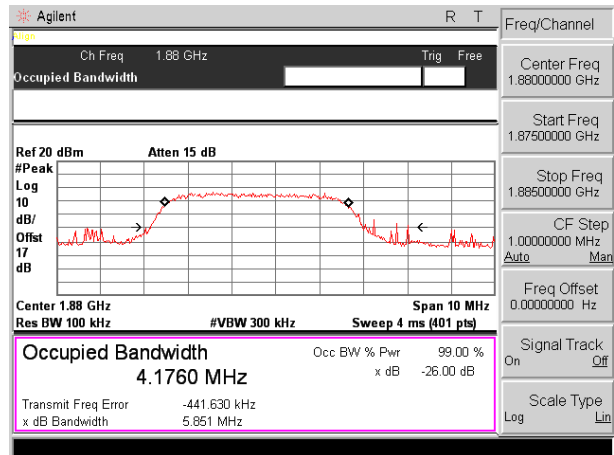 Agilent R T
Align
Ch Freq 1.88 GHz Trig Free
Occupied Bandwidth
Ref 20 dBm Atten 15 dB
#Peak
Log
10
dB/
Offst
17
dB
Center 1.88 GHz Span 10 MHz
Res BW 100 kHz #VBW 300 kHz Sweep 4 ms (401 pts)
Occupied Bandwidth Occ BW % Pwr 99.00 %
4.1760 MHz x dB -26.00 dB
Transmit Freq Error -441.630 kHz
x dB Bandwidth 5.851 MHz
Freq/Channel
Center Freq
1.88000000 GHz
Start Freq
1.87500000 GHz
Stop Freq
1.88500000 GHz
CF Step
1.00000000 MHz
Auto Man
Freq Offset
0.00000000 Hz
Signal Track
On Off
Scale Type
Log Lin